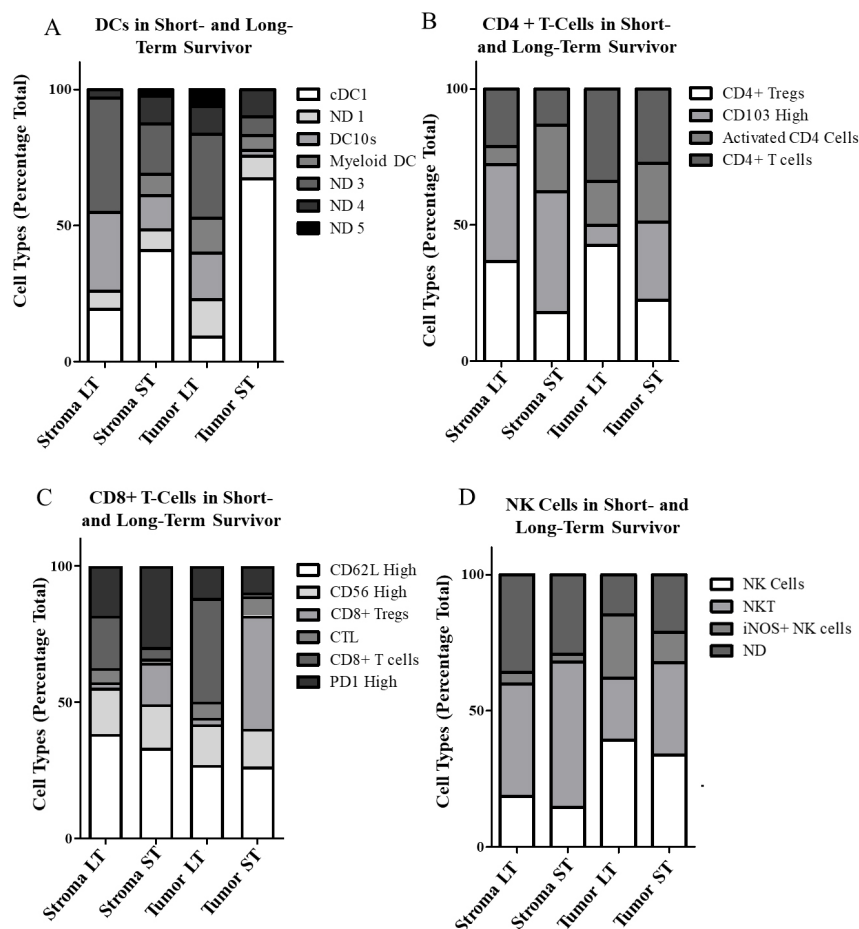 A
DCs in Short- and Long-
Term Survivor
Cell Types (Percentage Total)
100
50
0
Stroma LT
Stroma ST
Tumor LT
Tumor ST
cDC1
ND 1
DC10s
Myeloid DC
ND 3
ND 4
ND 5
B
CD4 + T-Cells in Short-
and Long-Term Survivor
Cell Types (Percentage Total)
100
50
0
Stroma LT
Stroma ST
Tumor LT
Tumor ST
CD4+ Tregs
CD103 High
Activated CD4 Cells
CD4+ T cells
C
CD8+ T-Cells in Short-
and Long-Term Survivor
Cell Types (Percentage Total)
100
50
0
Stroma LT
Stroma ST
Tumor LT
Tumor ST
CD62L High
CD56 High
CD8+ Tregs
CTL
CD8+ T cells
PD1 High
D
NK Cells in Short- and
Long-Term Survivor
Cell Types (Percentage Total)
100
50
0
Stroma LT
Stroma ST
Tumor LT
Tumor ST
NK Cells
NKT
iNOS+ NK cells
ND